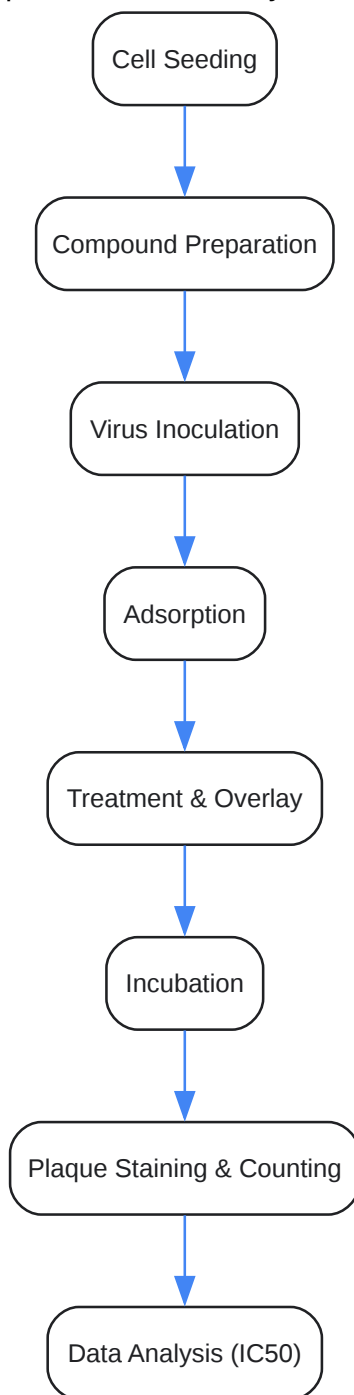 Cell Seeding
Compound Preparation
Virus Inoculation
Adsorption
Treatment & Overlay
Incubation
Plaque Staining & Counting
Data Analysis (IC50)